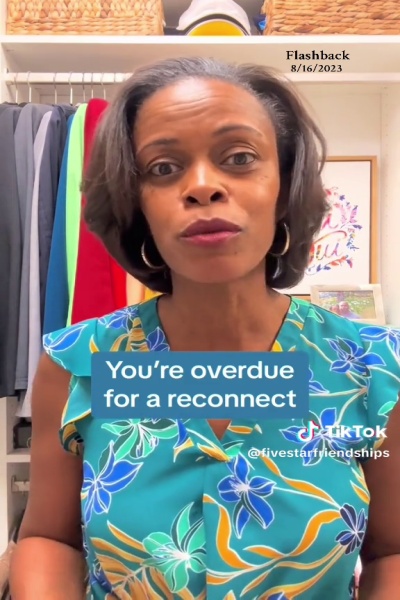 Flashback
8/16/2023
You're overdue
for a reconnect
TikTok
@fivestarfriendships